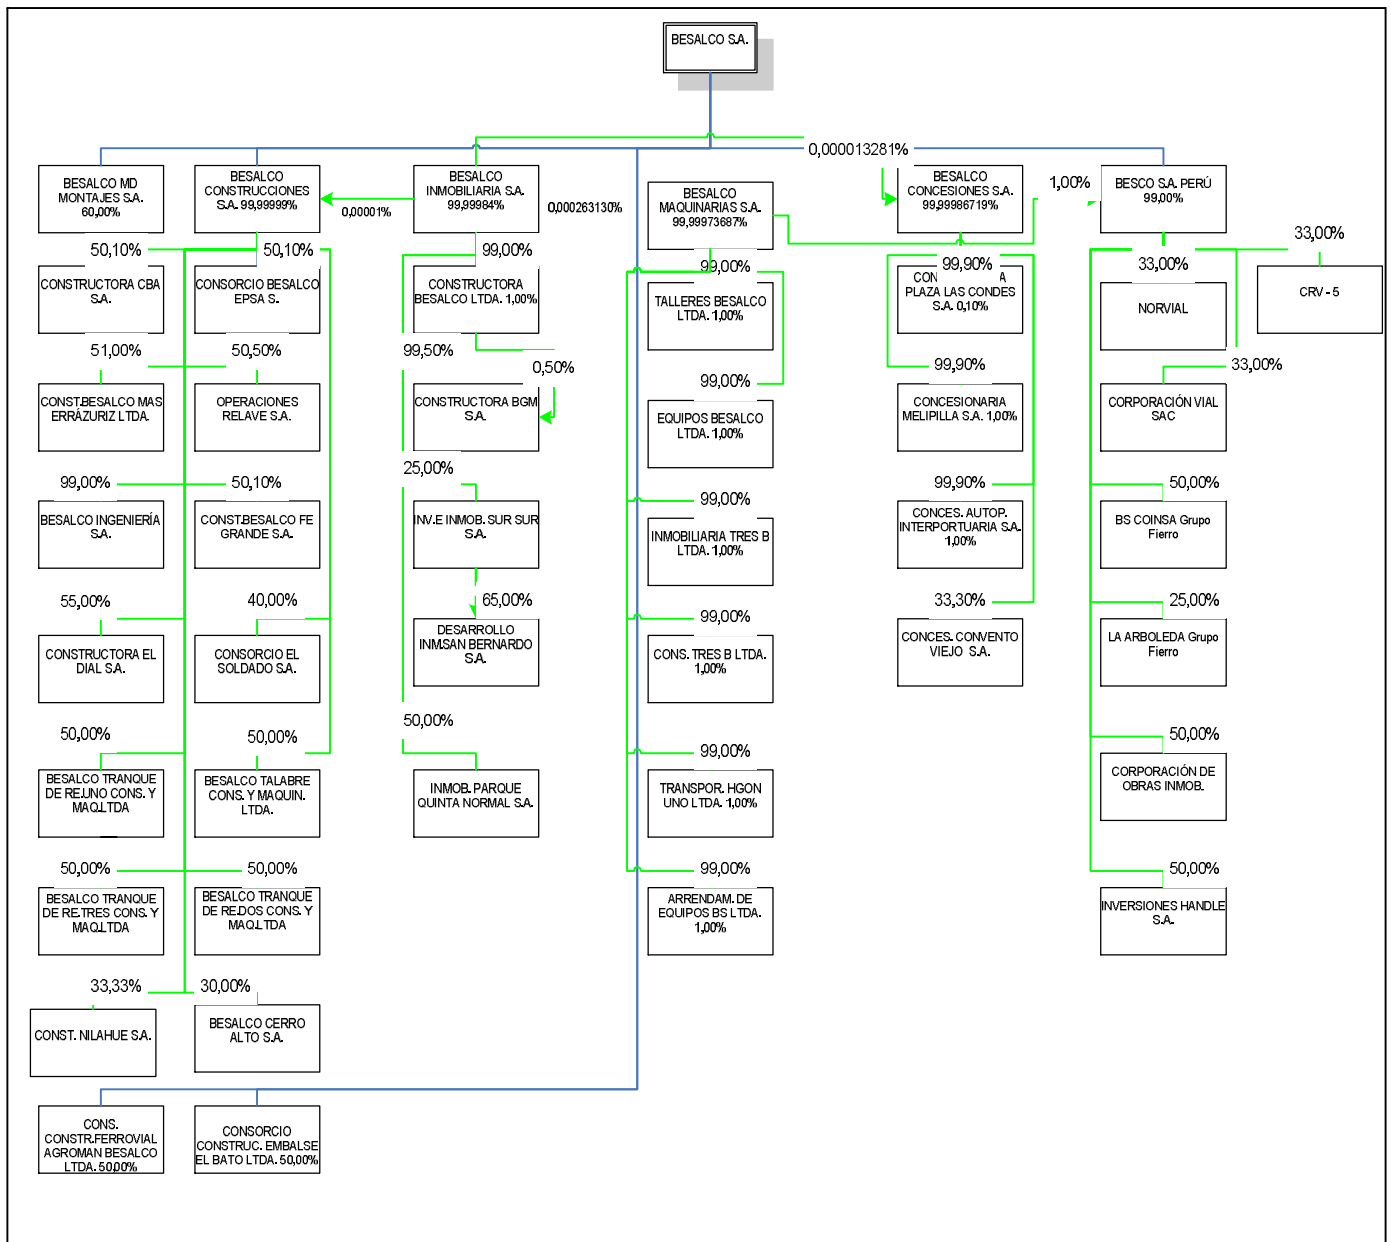 BESALCO S.A.
0,000013281%
BESALCO MD
MONTAJES S.A.
60,00%
BESALCO
CONSTRUCCIONES
S.A. 99,99999%
0,00001%
BESALCO
INMOBILIARIA S.A.
99,99984%
0,000263130%
BESALCO
MAQUINARIAS S.A.
99,99973687%
BESALCO
CONCESIONES S.A.
99,99986719%
1,00%
BESCO S.A. PERÚ
99,00%
50,10%
50,10%
99,00%
99,00%
99,90%
33,00%
33,00%
CONSTRUCTORA CBA
S.A.
CONSORCIO BESALCO
EPSA S.
CONSTRUCTORA
BESALCO LTDA. 1,00%
TALLERES BESALCO
LTDA. 1,00%
PLAZA LAS CONDES
S.A. 0,10%
NORVIAL
CRV - 5
51,00%
50,50%
99,50%
0,50%
99,00%
99,90%
33,00%
CONST.BESALCO MAS
ERRÁZURIZ LTDA.
OPERACIONES
RELAVE S.A.
CONSTRUCTORA BGM
S.A.
EQUIPOS BESALCO
LTDA. 1,00%
CONCESIONARIA
MELIPILLA S.A. 1,00%
CORPORACIÓN VIAL
SAC
99,00%
50,10%
25,00%
99,00%
99,90%
50,00%
BESALCO INGENIERÍA
S.A.
CONST.BESALCO FE
GRANDE S.A.
INV.E INMOB. SUR SUR
S.A.
INMOBILIARIA TRES B
LTDA. 1,00%
CONCES. AUTOP.
INTERPORTUARIA S.A.
1,00%
BS COINSA Grupo
Fierro
55,00%
40,00%
65,00%
99,00%
33,30%
25,00%
CONSTRUCTORA EL
DIAL S.A.
CONSORCIO EL
SOLDADO S.A.
DESARROLLO
INM.SAN BERNARDO
S.A.
CONS. TRES B LTDA.
1,00%
CONCES. CONVENTO
VIEJO S.A.
LA ARBOLEDA Grupo
Fierro
50,00%
50,00%
50,00%
99,00%
50,00%
BESALCO TRANQUE
DE RE.UNO CONS. Y
MAQ.LTDA
BESALCO TALABRE
CONS. Y MAQUIN.
LTDA.
INMOB. PARQUE
QUINTA NORMAL S.A.
TRANSPOR. HGON
UNO LTDA. 1,00%
CORPORACIÓN DE
OBRAS INMOB.
50,00%
50,00%
99,00%
50,00%
BESALCO TRANQUE
DE RE.TRES CONS. Y
MAQ.LTDA
BESALCO TRANQUE
DE RE.DOS CONS. Y
MAQ.LTDA
ARRENDAM. DE
EQUIPOS BS LTDA.
1,00%
INVERSIONES HANDLE
S.A.
33,33%
30,00%
CONST. NILAHUE S.A.
BESALCO CERRO
ALTO S.A.
CONS.
CONSTR.FERROVIAL
AGROMAN BESALCO
LTDA. 50,00%
CONSORCIO
CONSTRUC. EMBALSE
EL BATO LTDA. 50,00%